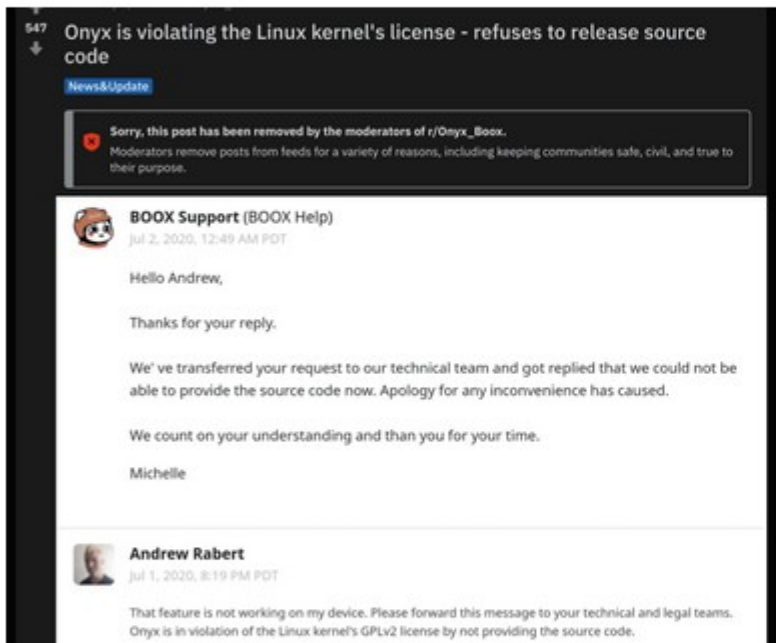 547
Onyx is violating the Linux kernel's license - refuses to release source
code
News&Update
Sorry, this post has been removed by the moderators of r/Onyx_Boox.
Moderators remove posts from feeds for a variety of reasons, including keeping communities safe, civil, and true to
their purpose.
BOOX Support (BOOX Help)
Jul 2, 2020, 12:49 AM PDT
Hello Andrew,
Thanks for your reply.
We' ve transferred your request to our technical team and got replied that we could not be
able to provide the source code now. Apology for any inconvenience has caused.
We count on your understanding and than you for your time.
Michelle
Andrew Rabert
Jul 1, 2020, 8:19 PM PDT
That feature is not working on my device. Please forward this message to your technical and legal teams.
Onyx is in violation of the Linux kernel's GPLv2 license by not providing the source code.